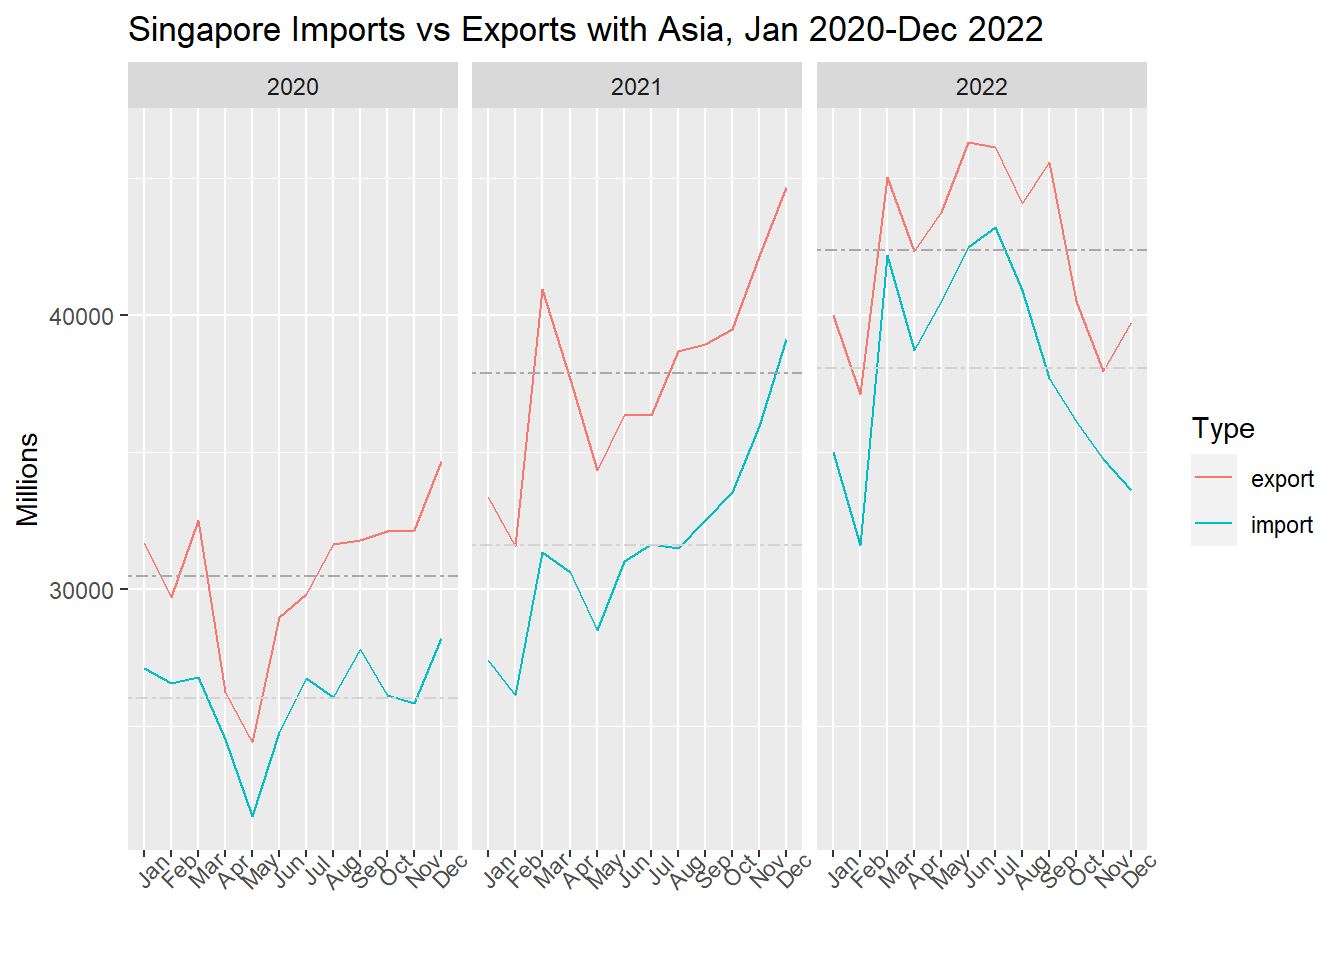 Singapore Imports vs Exports with Asia, Jan 2020-Dec 2022
2020 2021 2022
40000
30000
Millions
Jan Feb Mar Apr May Jun Jul Aug Sep Oct Nov Dec Jan Feb Mar Apr May Jun Jul Aug Sep Oct Nov Dec Jan Feb Mar Apr May Jun Jul Aug Sep Oct Nov Dec
Type
export
import